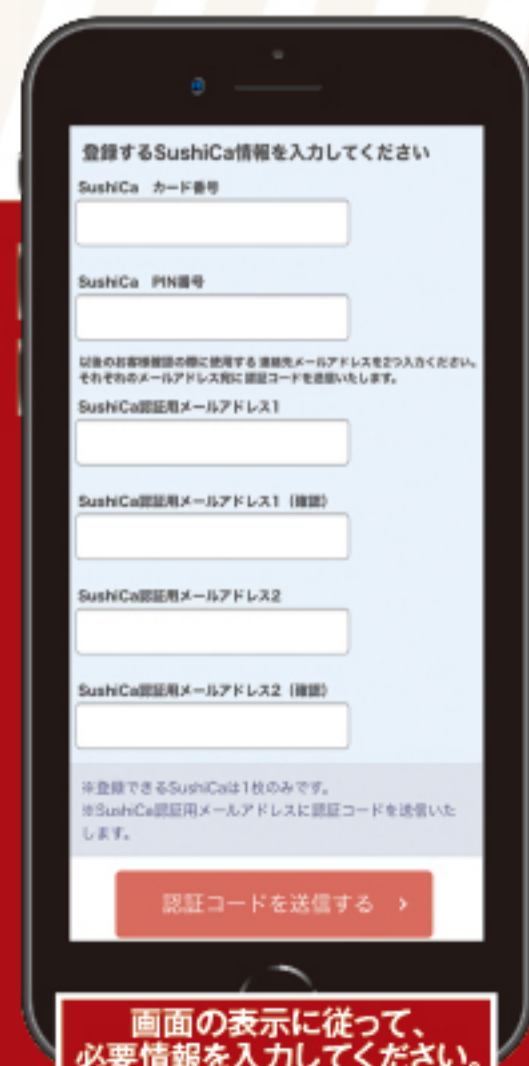 登録するSushiCa情報を入力してください
SushiCa カード番号
SushiCa PIN番号
以後のお客様確認の際に使用する連絡先メールアドレスを2つ入力ください。
それぞれのメールアドレス宛に認証コードを送信いたします。
SushiCa認証用メールアドレス1
SushiCa認証用メールアドレス1（確認）
SushiCa認証用メールアドレス2
SushiCa認証用メールアドレス2（確認）
※登録できるSushiCaは1枚のみです。
※SushiCa認証用メールアドレスに認証コードを送信いた
します。
認証コードを送信する ›
画面の表示に従って、
必要情報を入力してください。